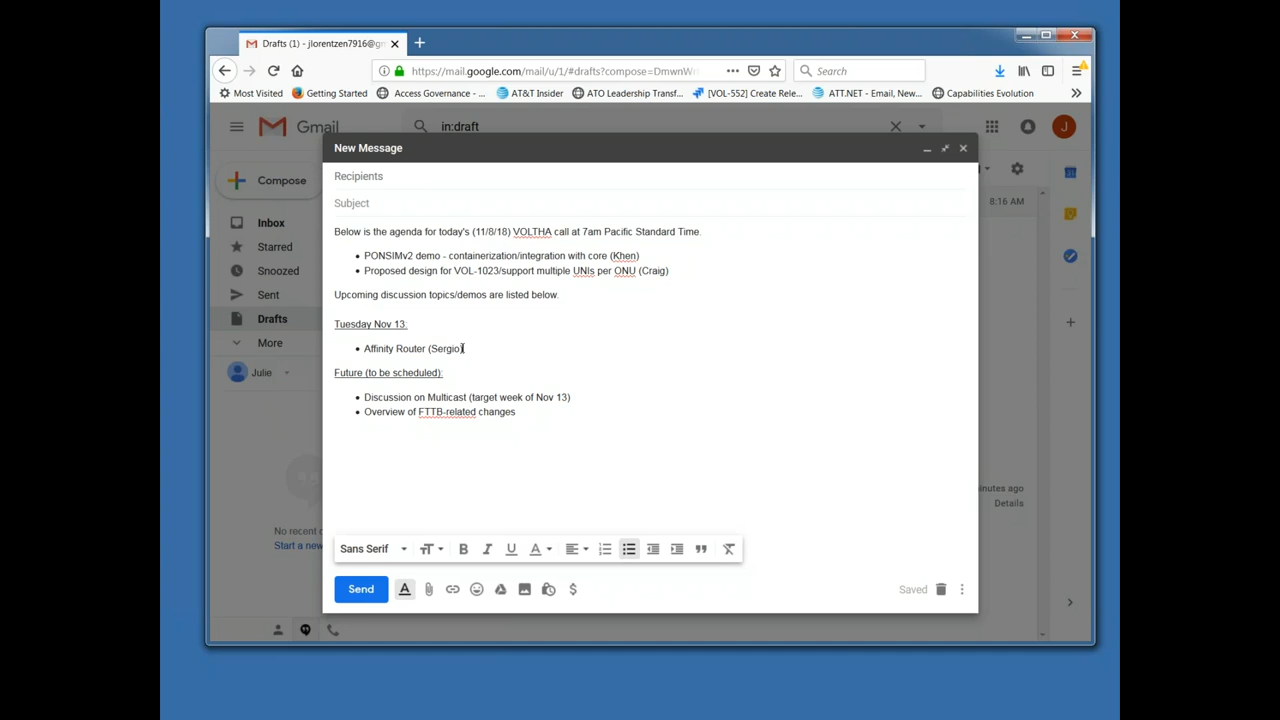 Drafts (1) - jlorentzen7916@g
https://mail.google.com/mail/u/1/#drafts?compose=DmwnW
Search
Most Visited
Getting Started
Access Governance - ...
AT&T Insider
ATO Leadership Transf...
[VOL-552] Create Rele...
ATT.NET - Email, New...
Capabilities Evolution
Gmail
in:draft
J
New Message
Compose
Recipients
Subject
8:16 AM
Inbox
Starred
Snoozed
Sent
Drafts
More
Julie
Below is the agenda for today's (11/8/18) VOLTHA call at 7am Pacific Standard Time.
• PONSIMv2 demo - containerization/integration with core (Khen)
• Proposed design for VOL-1023/support multiple UNIs per ONU (Craig)
Upcoming discussion topics/demos are listed below.
Tuesday Nov 13:
• Affinity Router (Sergio)
Future (to be scheduled):
• Discussion on Multicast (target week of Nov 13)
• Overview of FTTB-related changes
inutes ago
Details
No recent
Start a new
Sans Serif
Send
Saved